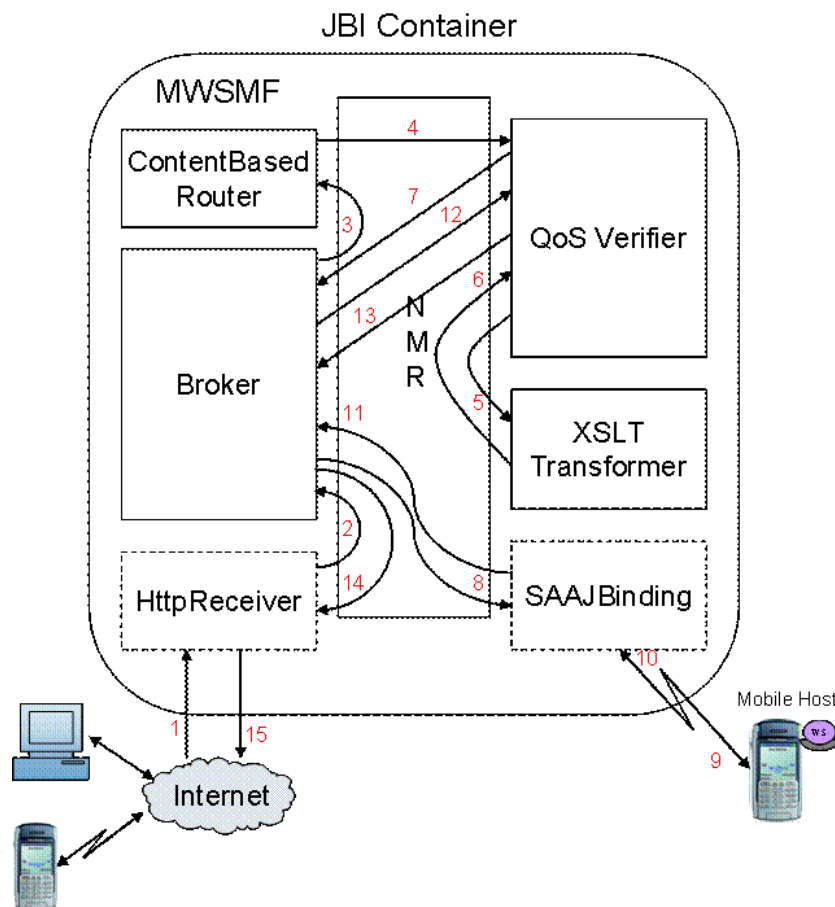 JBI Container
MWSMF
ContentBased
Router
4
7
12
3
QoS Verifier
6
13
N
M
R
Broker
5
11
XSLT
Transformer
2
HttpReceiver
14
8
SAAJBinding
10
Mobile Host
ws
1
15
9
Internet